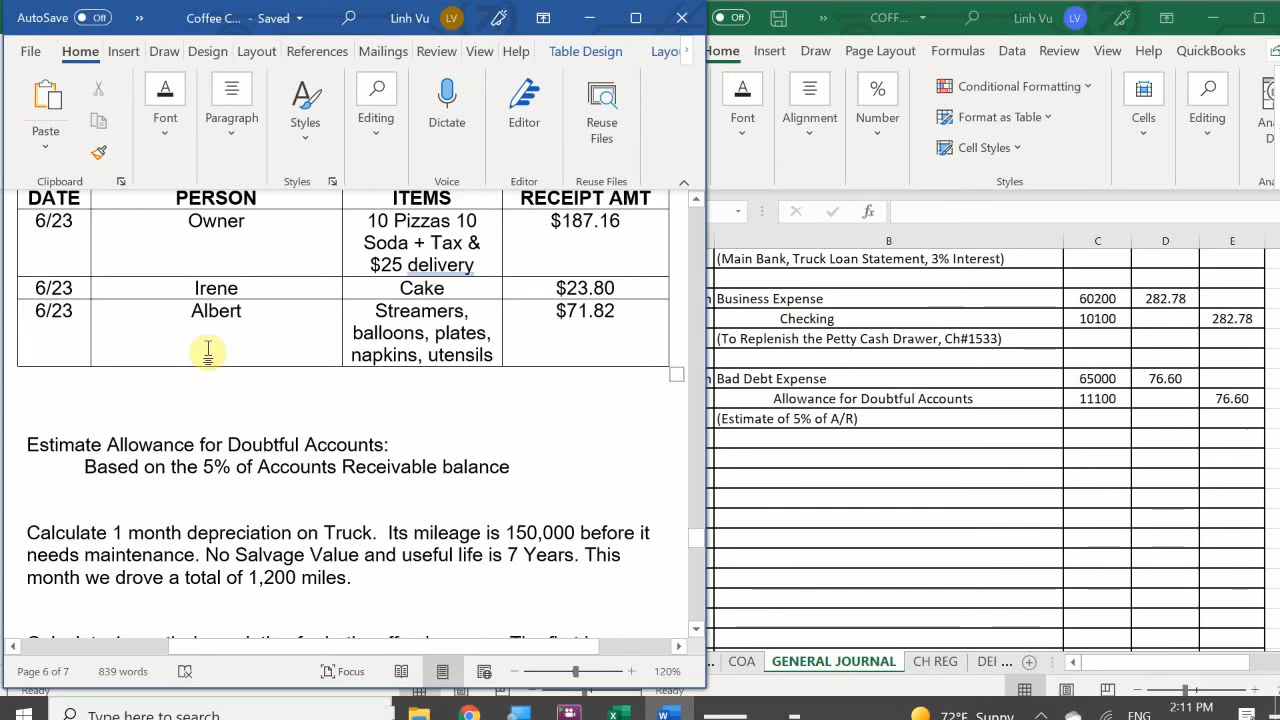 AutoSave Off Coffee C... - Saved Linh Vu LV
Off COFF... Linh Vu LU
File Home Insert Draw Design Layout References Mailings Review View Help Table Design
Home Insert Draw Page Layout Formulas Data Review View Help QuickBooks
Paste Font Paragraph Styles Editing Dictate Editor Reuse Files
Clipboard Styles Voice Editor Reuse Files
Font Alignment Number Conditional Formatting Format as Table Cell Styles Cells Editing
Styles
fx
DATE PERSON ITEMS RECEIPT AMT
6/23 Owner 10 Pizzas 10 $187.16
Soda + Tax &
$25 delivery
6/23 Irene Cake $23.80
6/23 Albert Streamers, $71.82
balloons, plates,
napkins, utensils
Estimate Allowance for Doubtful Accounts:
Based on the 5% of Accounts Receivable balance
Calculate 1 month depreciation on Truck. Its mileage is 150,000 before it
needs maintenance. No Salvage Value and useful life is 7 Years. This
month we drove a total of 1,200 miles.
B C D E
(Main Bank, Truck Loan Statement, 3% Interest)
Business Expense 60200 282.78
Checking 10100 282.78
(To Replenish the Petty Cash Drawer, Ch#1533)
Bad Debt Expense 65000 76.60
Allowance for Doubtful Accounts 11100 76.60
(Estimate of 5% of A/R)
COA GENERAL JOURNAL CH REG DEI ...
Page 6 of 7 839 words Focus 120%
Ready Ready
Type here to search 72°F Sunny ENG 2:11 PM